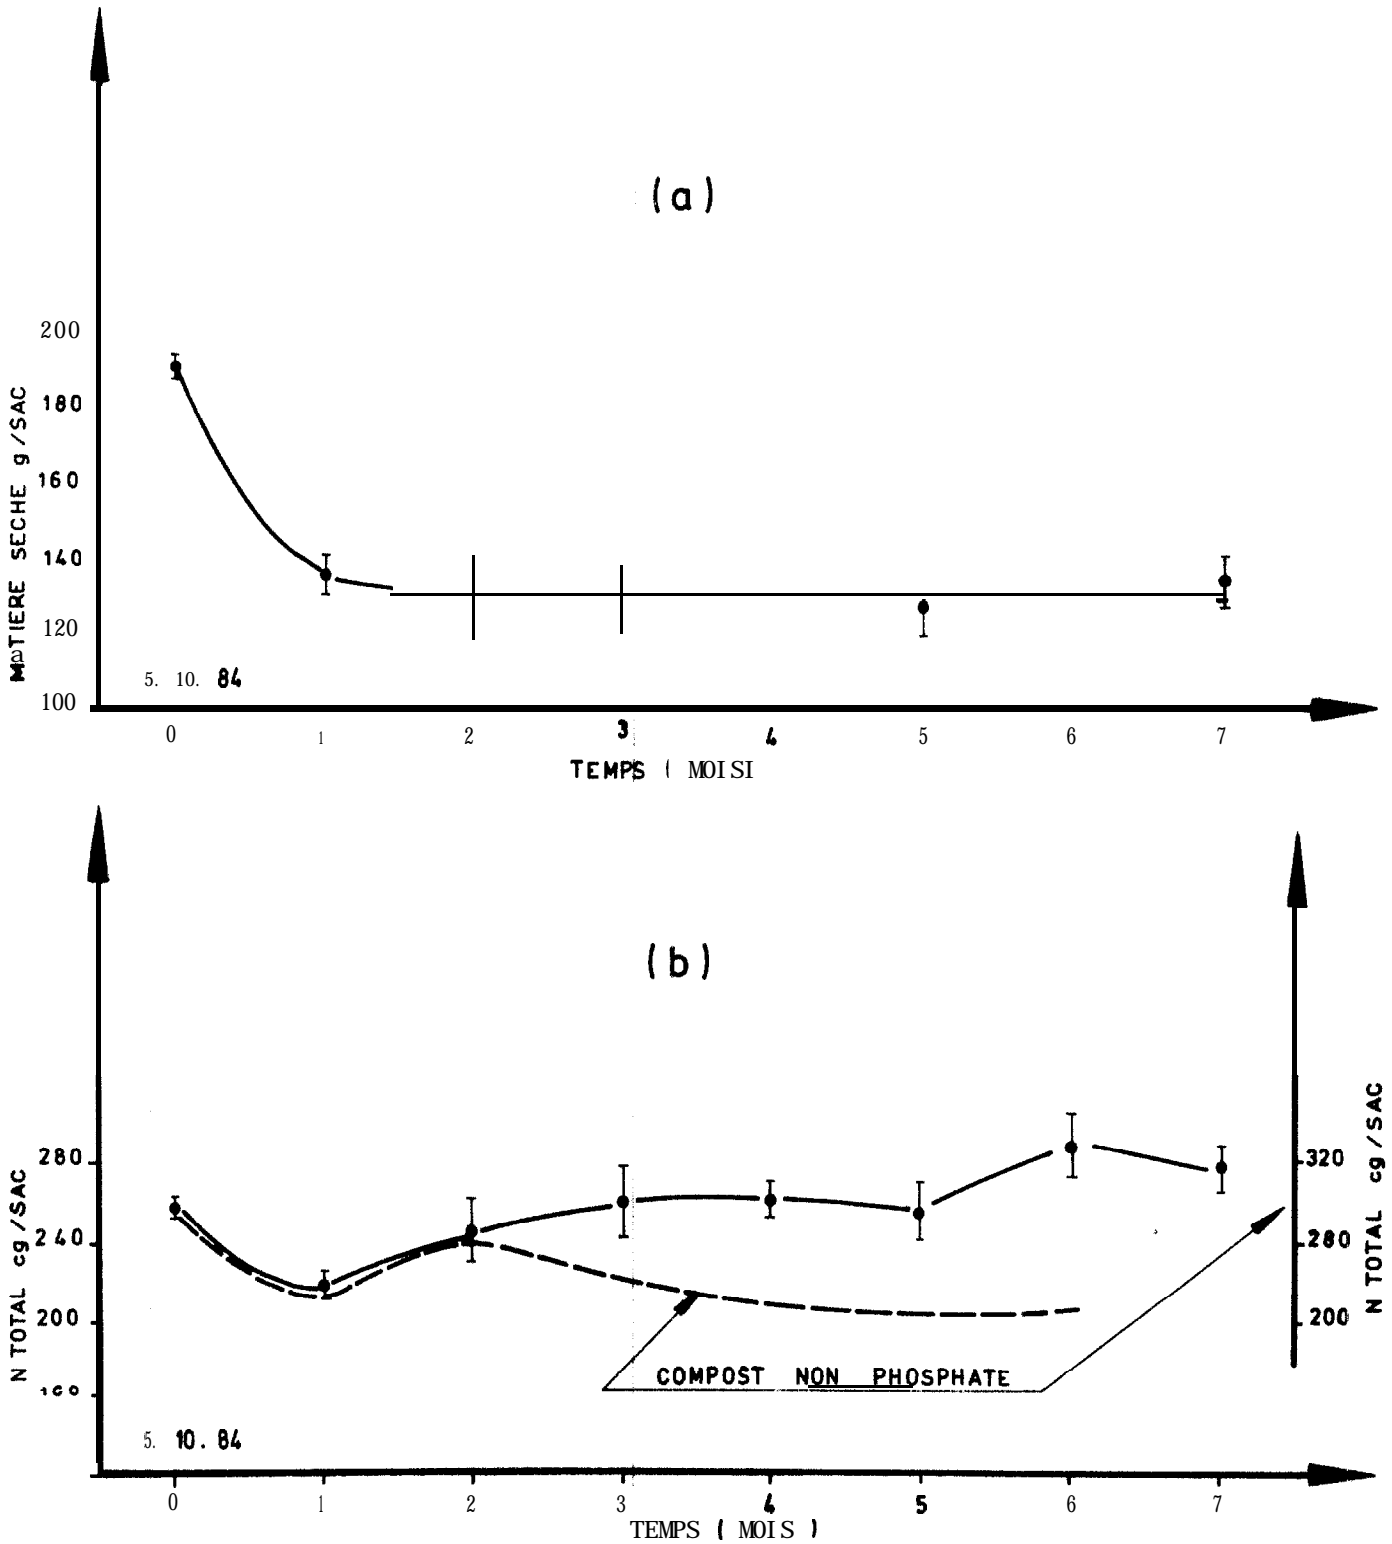 (a)
MATIERE SECHE g/SAC
200
180
160
140
120
100
5. 10. 84
0 1 2 3 4 5 6 7
TEMPS ( MOISI
(b)
N TOTAL cg/SAC
280
240
200
N TOTAL cg/SAC
320
280
200
COMPOST NON PHOSPHATE
5. 10. 84
0 1 2 3 4 5 6 7
TEMPS ( MOIS )